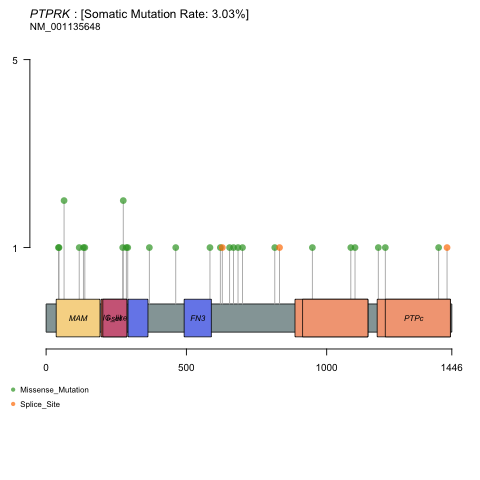 PTPRK : [Somatic Mutation Rate: 3.03%]
NM_001135648
5
1
MAM
FN3
PTPc
0
500
1000
1446
Missense_Mutation
Splice_Site